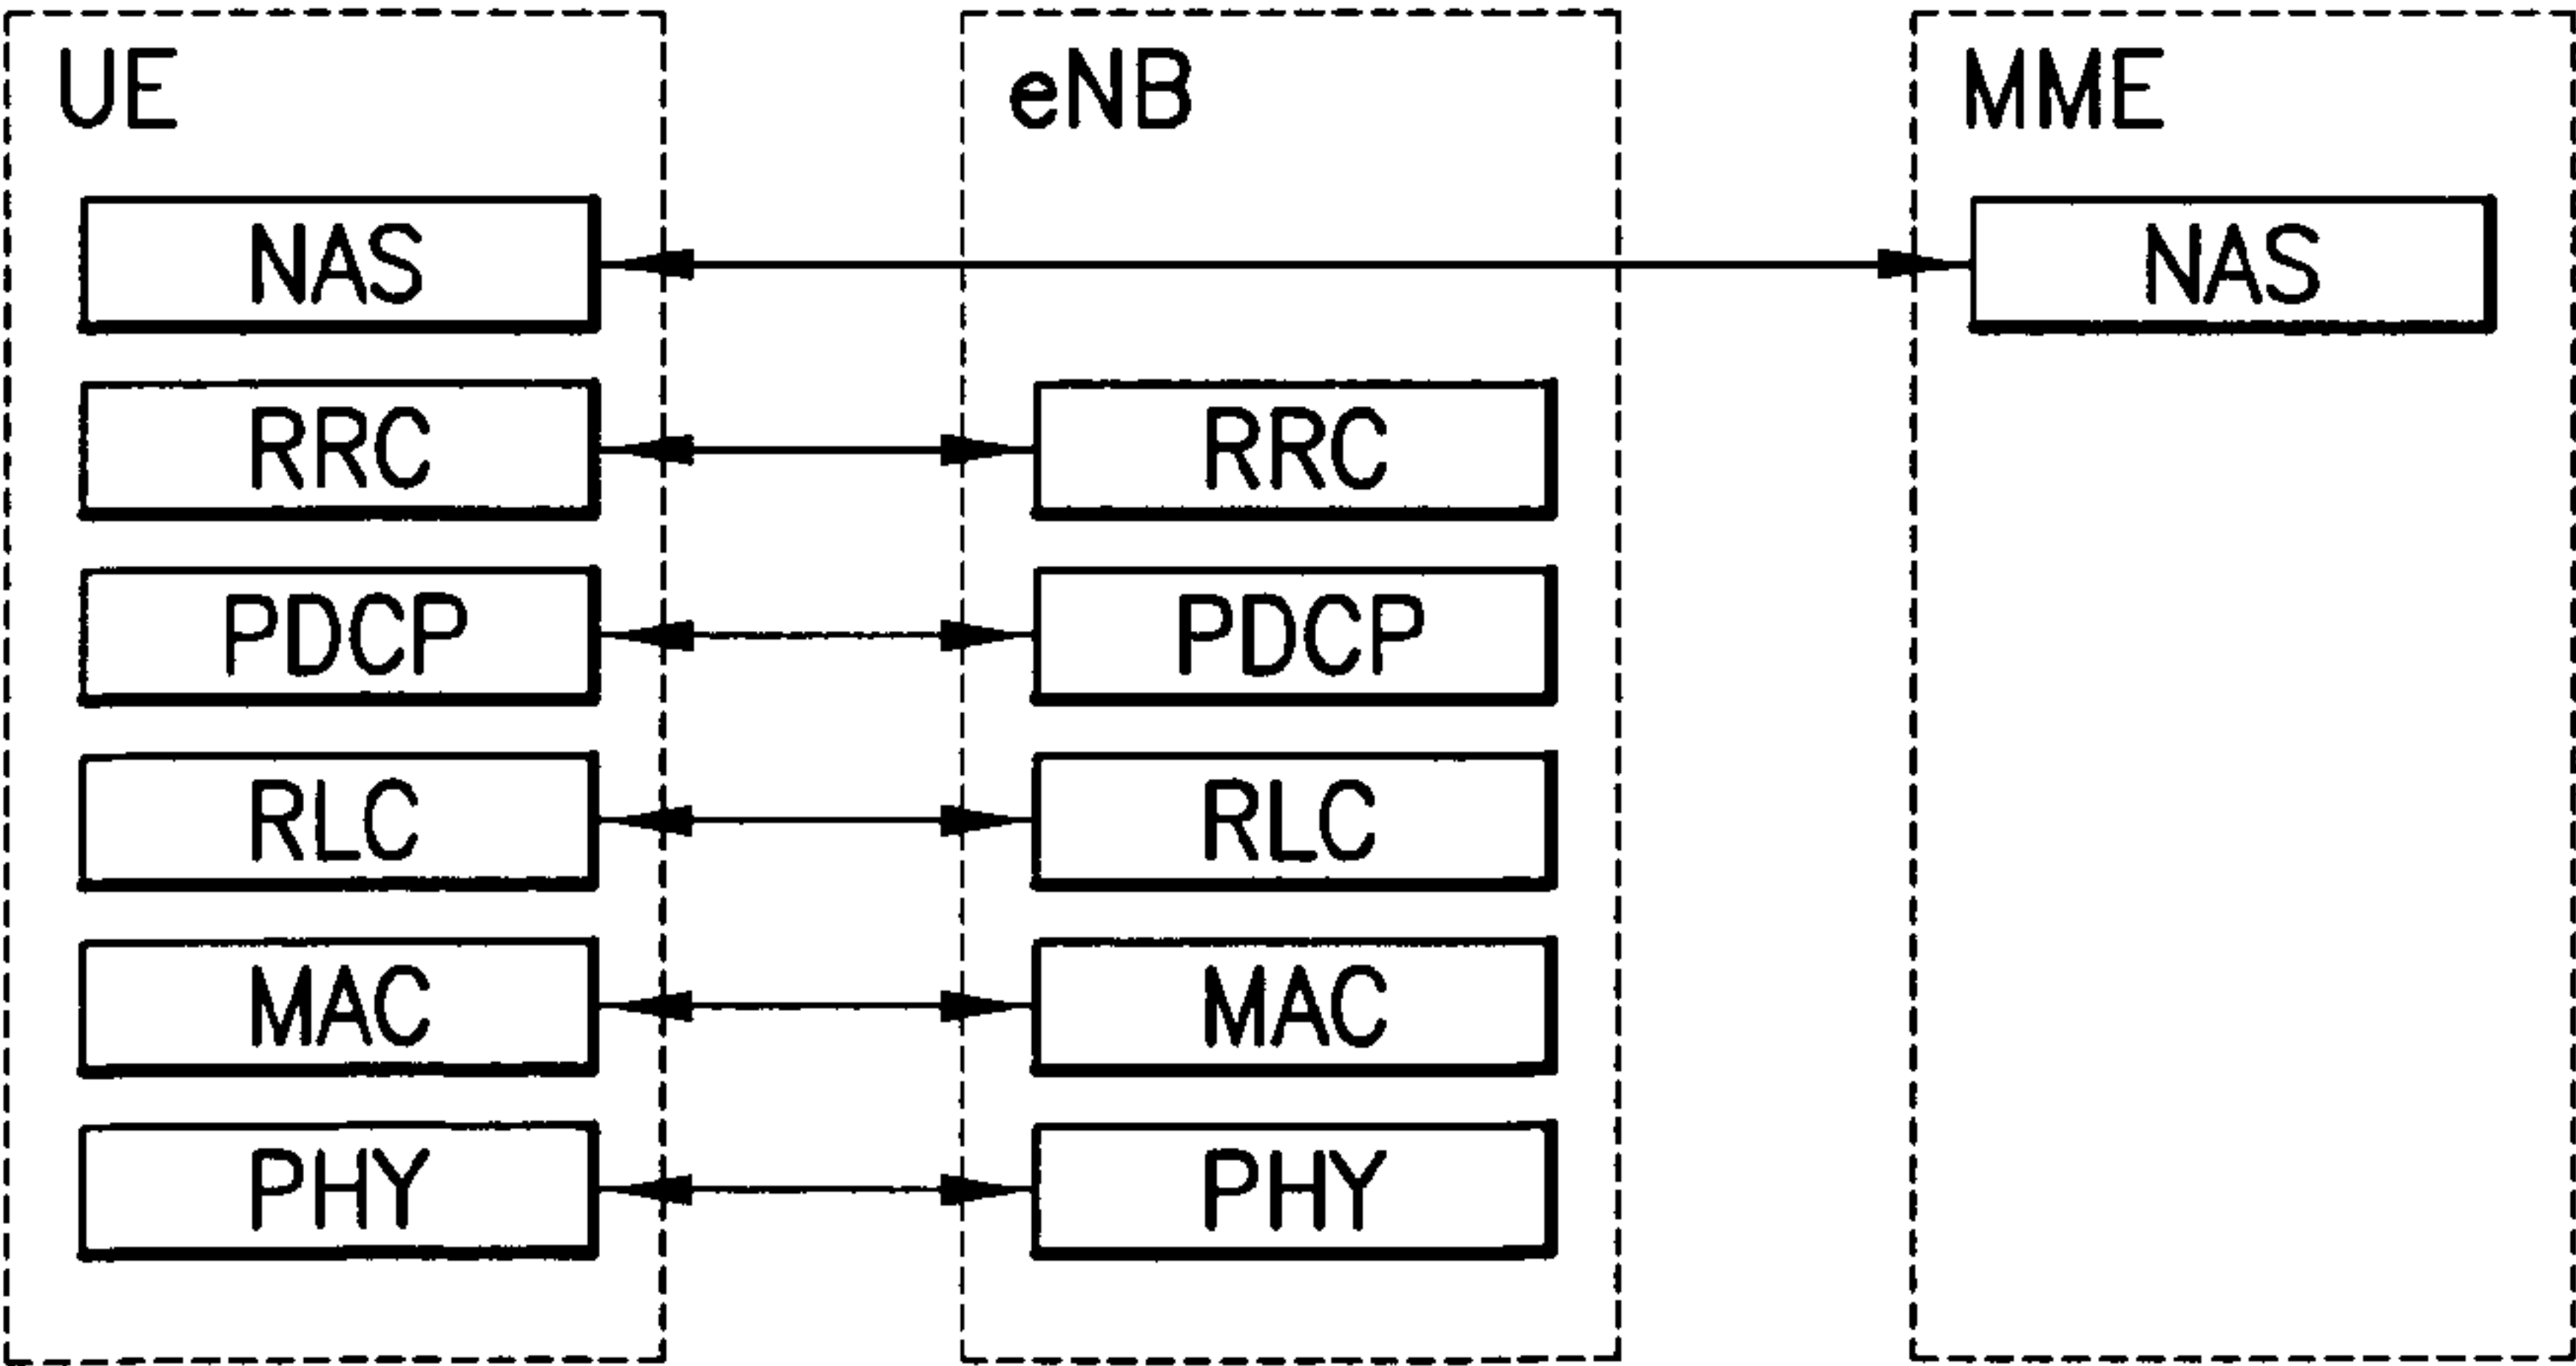 UE
eNB
MME
NAS
NAS
RRC
RRC
PDCP
PDCP
RLC
RLC
MAC
MAC
PHY
PHY